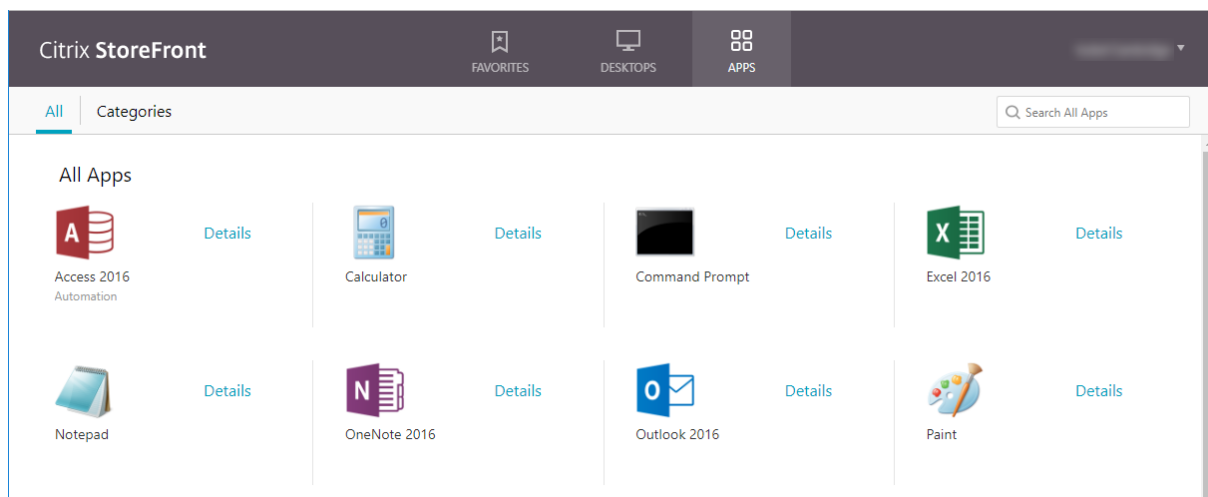 Citrix StoreFront
FAVORITES
DESKTOPS
APPS
All
Categories
Search All Apps
All Apps
Details
Details
Details
Details
Access 2016
Calculator
Command Prompt
Excel 2016
Automation
Details
Details
Details
Details
Notepad
OneNote 2016
Outlook 2016
Paint